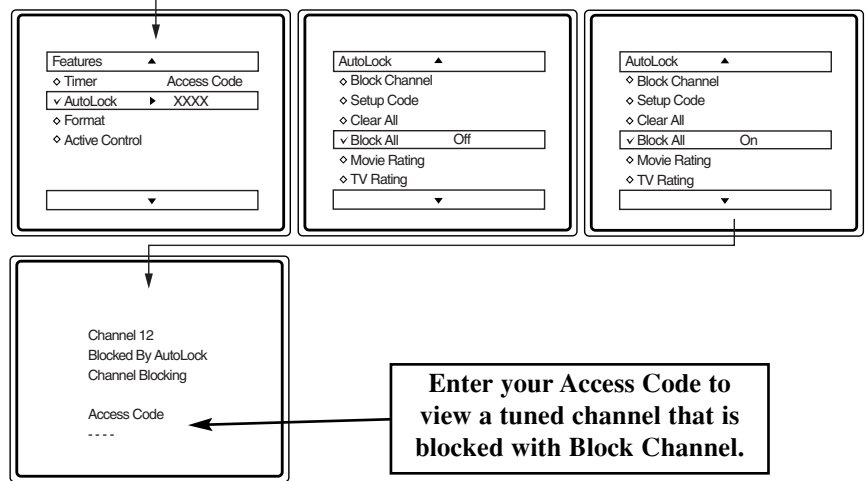 Features ▲
◇ Timer Access Code
✓ AutoLock ▶ XXXX
◇ Format
◇ Active Control
▼
AutoLock ▲
◇ Block Channel
◇ Setup Code
◇ Clear All
✓ Block All Off
◇ Movie Rating
◇ TV Rating
▼
AutoLock ▲
◇ Block Channel
◇ Setup Code
◇ Clear All
✓ Block All On
◇ Movie Rating
◇ TV Rating
▼
Channel 12
Blocked By AutoLock
Channel Blocking
Access Code
- - - -
Enter your Access Code to
view a tuned channel that is
blocked with Block Channel.